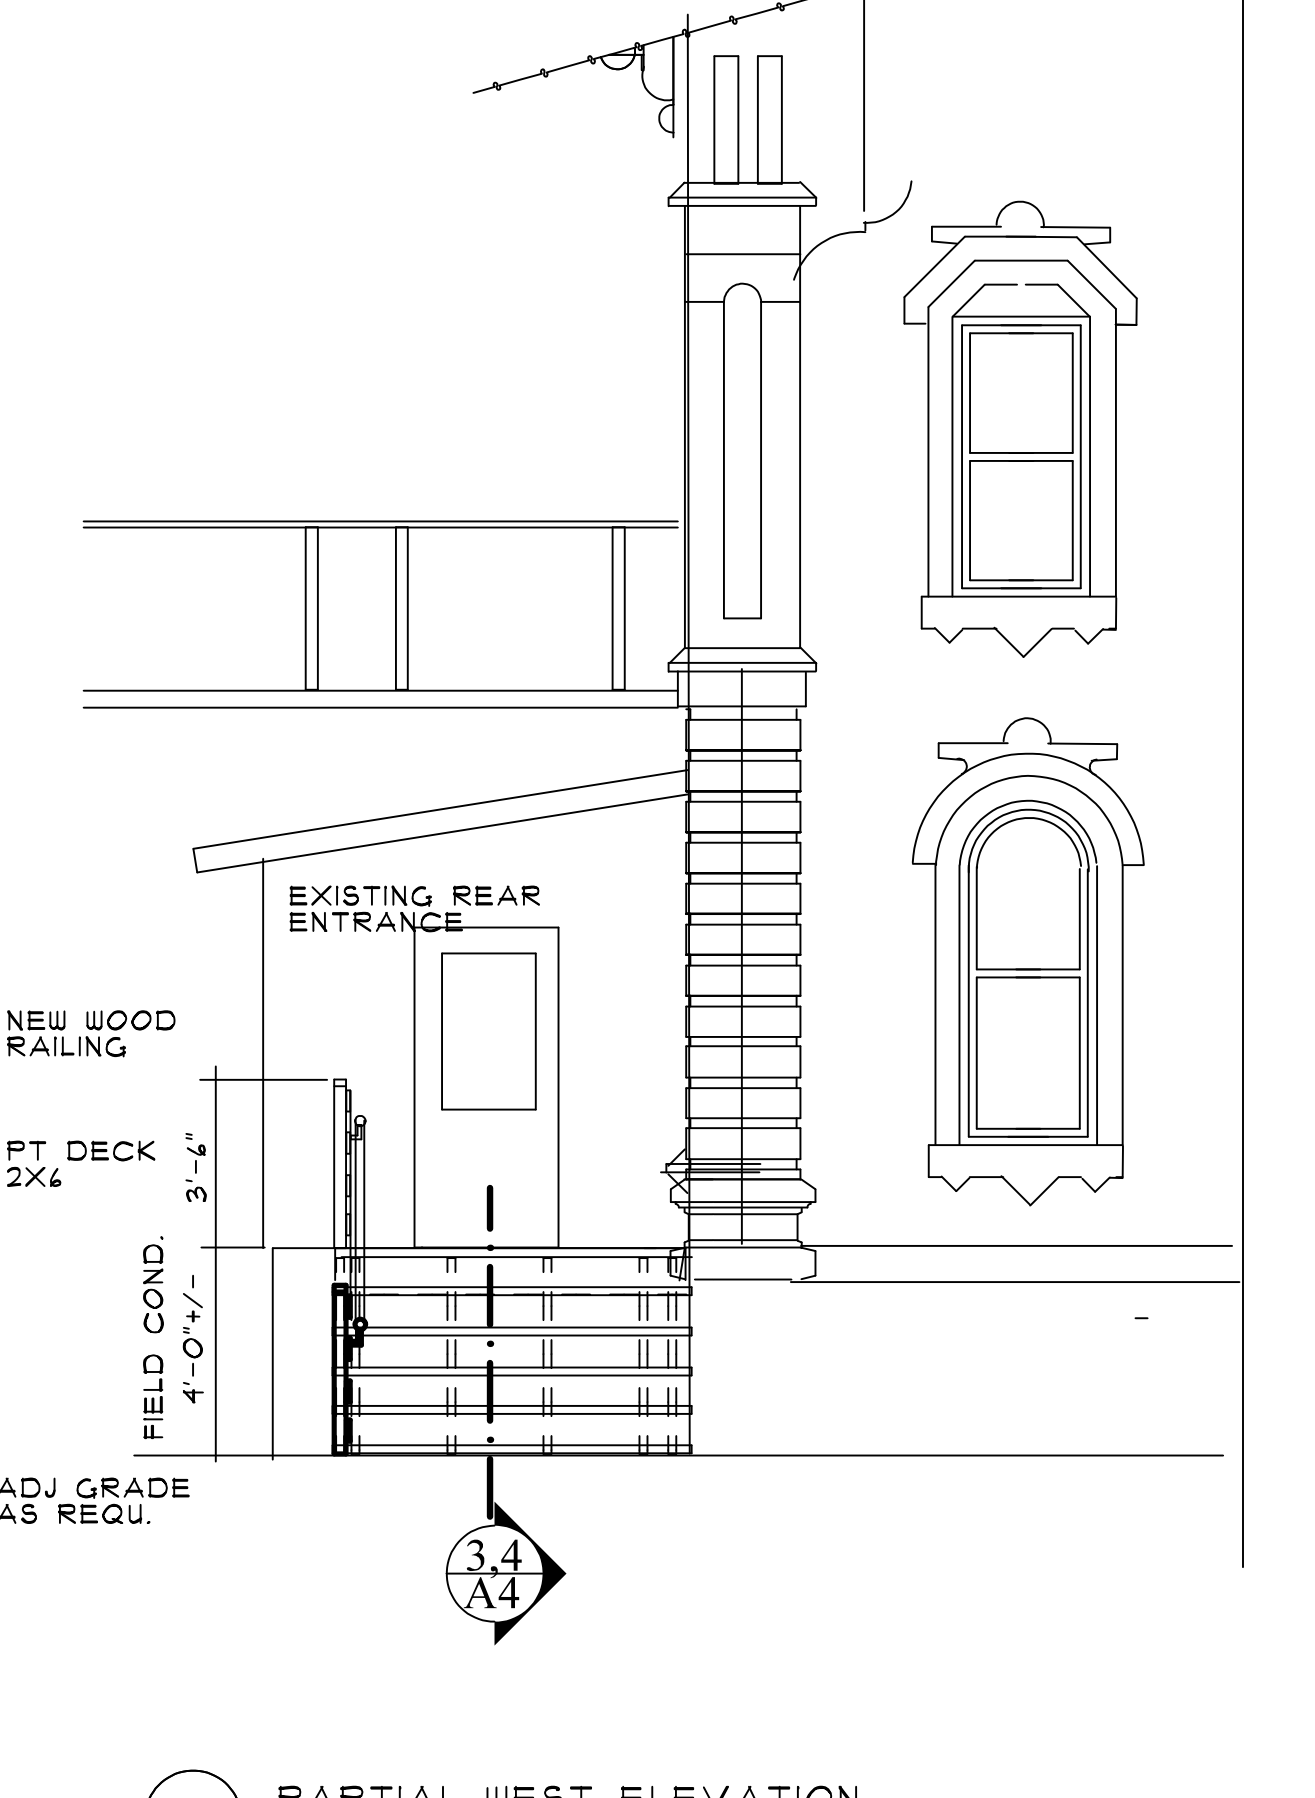 EXISTING REAR
ENTRANCE
NEW WOOD
RAILING
PT DECK
2X6
3'-6"
FIELD COND.
4'-0"+/-
ADJ GRADE
AS REQU.
3,4
A4
PARTIAL WEST ELEVATION